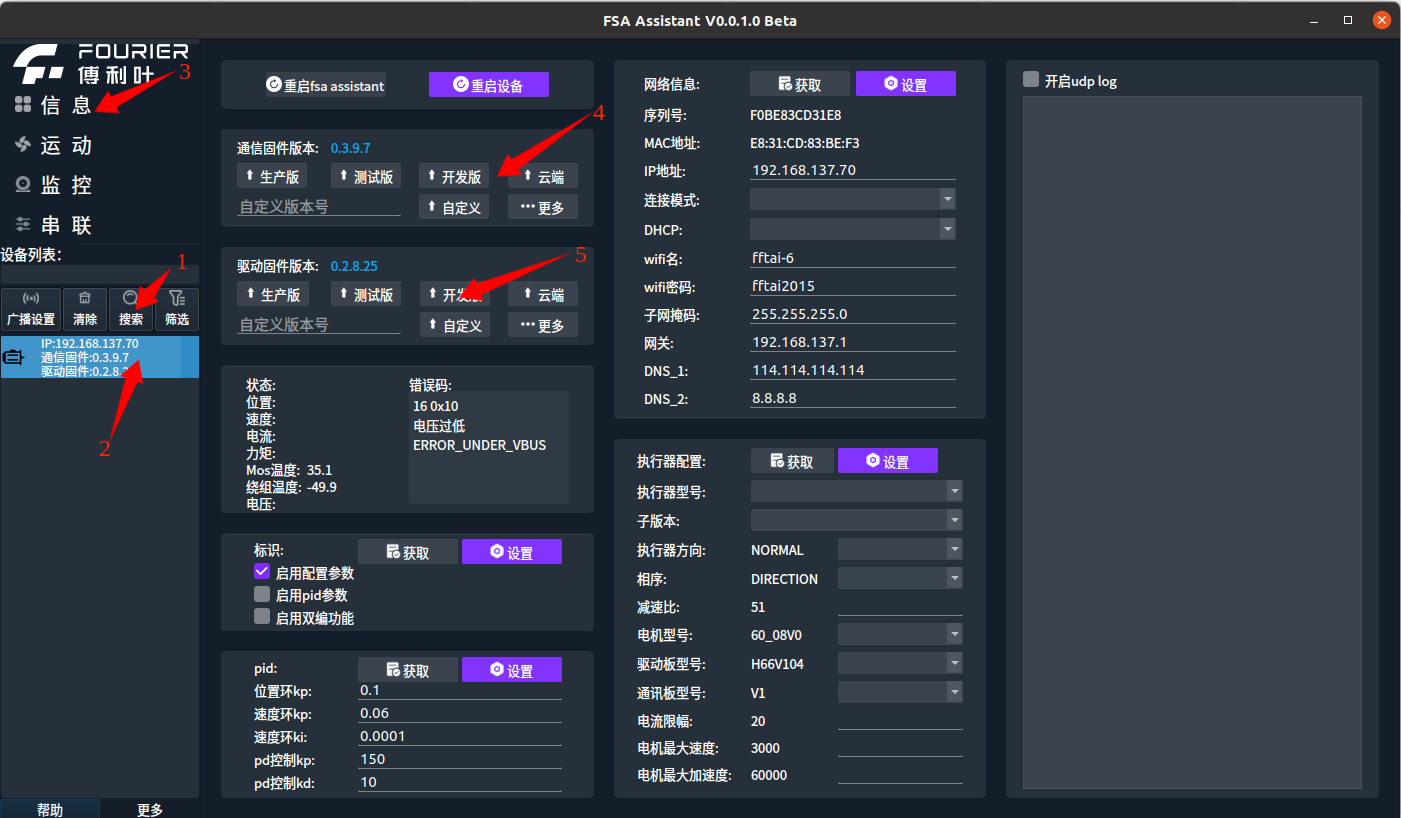 FSA Assistant V0.0.1.0 Beta
FOURIER
傅利叶
3
信 息
运 动
监 控
串 联
设备列表:
1
广播设置
清除
搜索
筛选
IP:192.168.137.70
通信固件:0.3.9.7
驱动固件:0.2.8.2
2
帮助
更多
重启fsa assistant
重启设备
4
通信固件版本: 0.3.9.7
生产版
测试版
开发版
云端
自定义版本号
自定义
更多
5
驱动固件版本: 0.2.8.25
生产版
测试版
开发版
云端
自定义版本号
自定义
更多
状态:
位置:
速度:
电流:
力矩:
Mos温度: 35.1
绕组温度: -49.9
电压:
错误码:
16 0x10
电压过低
ERROR_UNDER_VBUS
标识:
获取
设置
启用配置参数
启用pid参数
启用双编功能
pid:
获取
设置
位置环kp: 0.1
速度环kp: 0.06
速度环ki: 0.0001
pd控制kp: 150
pd控制kd: 10
网络信息:
获取
设置
序列号: F0BE83CD31E8
MAC地址: E8:31:CD:83:BE:F3
IP地址: 192.168.137.70
连接模式:
DHCP:
wifi名: fftai-6
wifi密码: fftai2015
子网掩码: 255.255.255.0
网关: 192.168.137.1
DNS_1: 114.114.114.114
DNS_2: 8.8.8.8
执行器配置:
获取
设置
执行器型号:
子版本:
执行器方向: NORMAL
相序: DIRECTION
减速比: 51
电机型号: 60_08V0
驱动板型号: H66V104
通讯板型号: V1
电流限幅: 20
电机最大速度: 3000
电机最大加速度: 60000
开启udp log